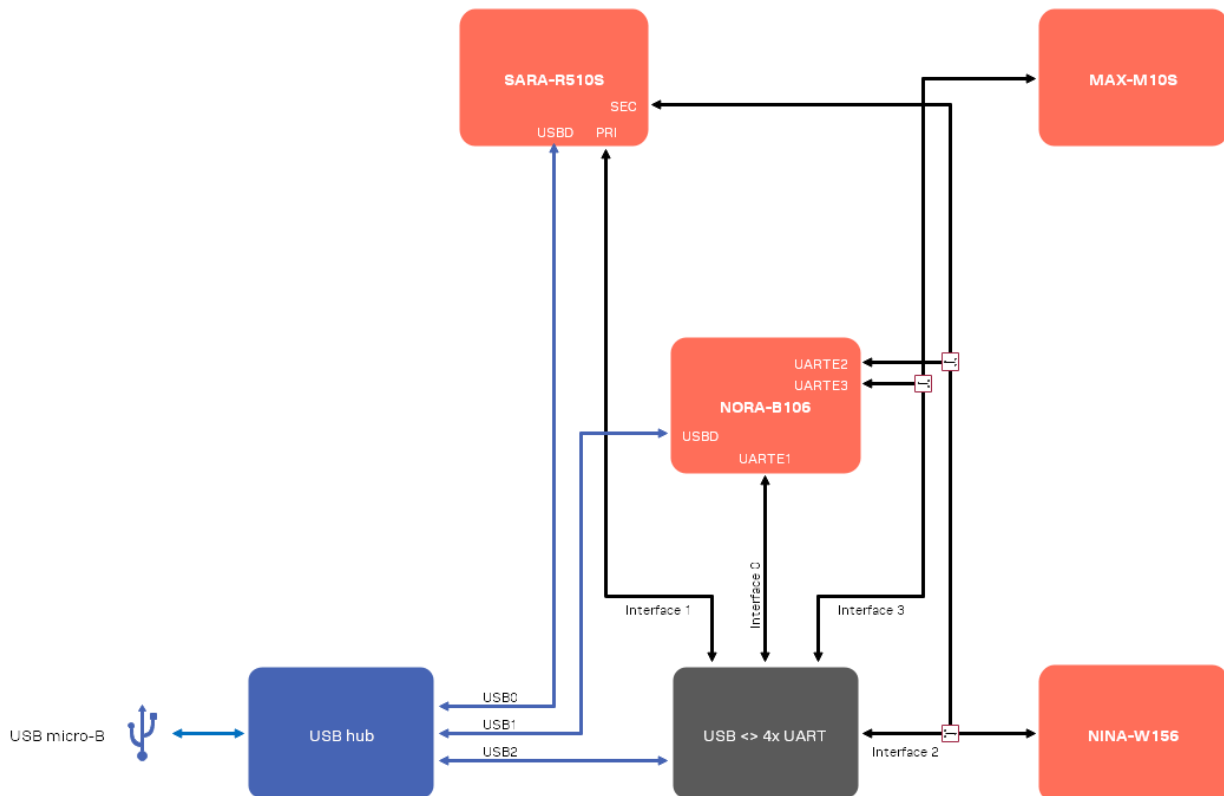 SARA-R510S
MAX-M10S
SEC
USBD
PRI
UARTE2
UARTE3
NORA-B106
USBD
UARTE1
Interface 0
Interface 1
Interface 3
USB0
USB micro-B
USB hub
USB1
USB <> 4x UART
NINA-W156
USB2
Interface 2